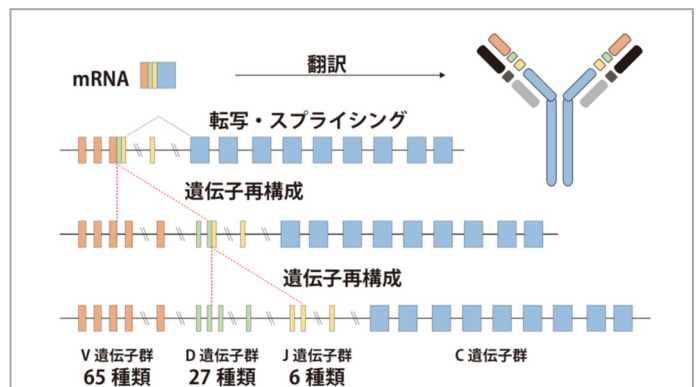 mRNA
翻訳
転写・スプライシング
遺伝子再構成
遺伝子再構成
V 遺伝子群
65 種類
D 遺伝子群
27 種類
J 遺伝子群
6 種類
C 遺伝子群